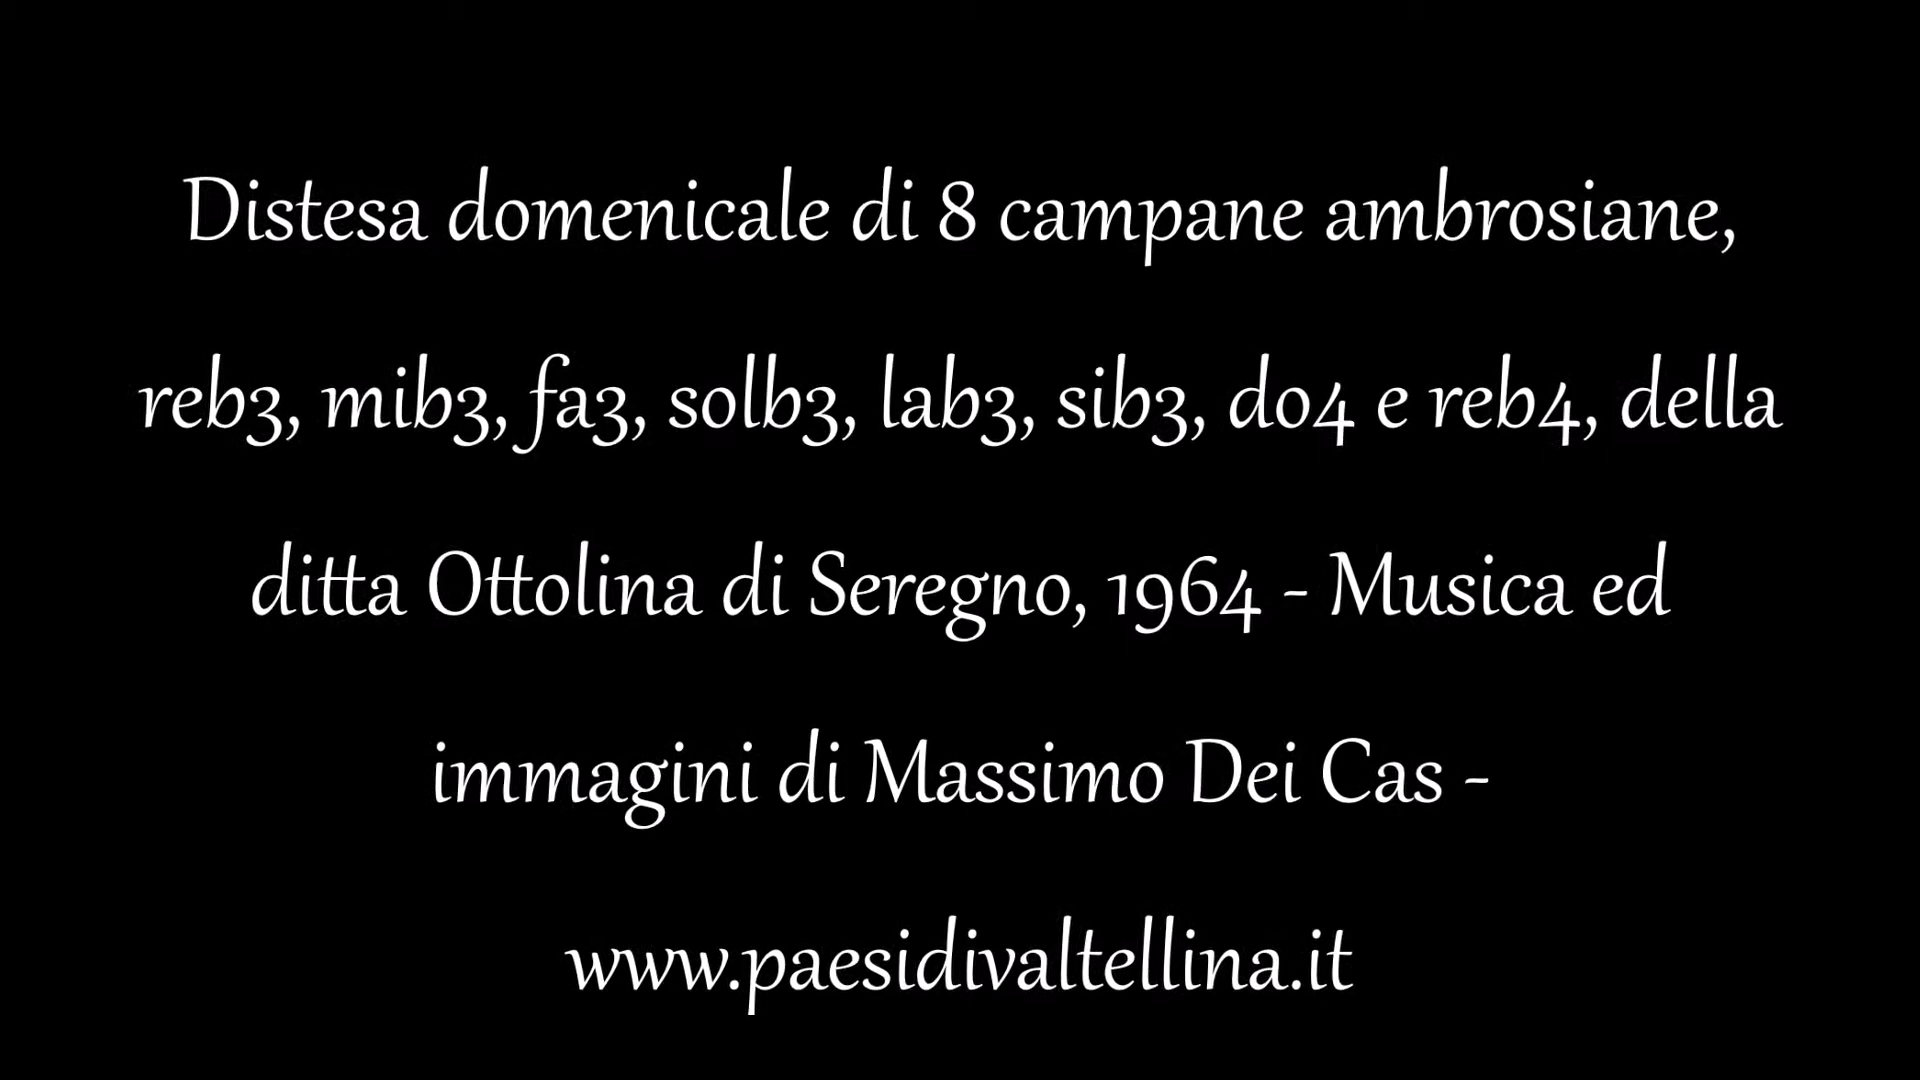 Distesa domenicale di 8 campane ambrosiane,
reb3, mib3, fa3, solb3, lab3, sib3, do4 e reb4, della
ditta Ottolina di Seregno, 1964 - Musica ed
immagini di Massimo Dei Cas -
www.paesidivaltellina.it